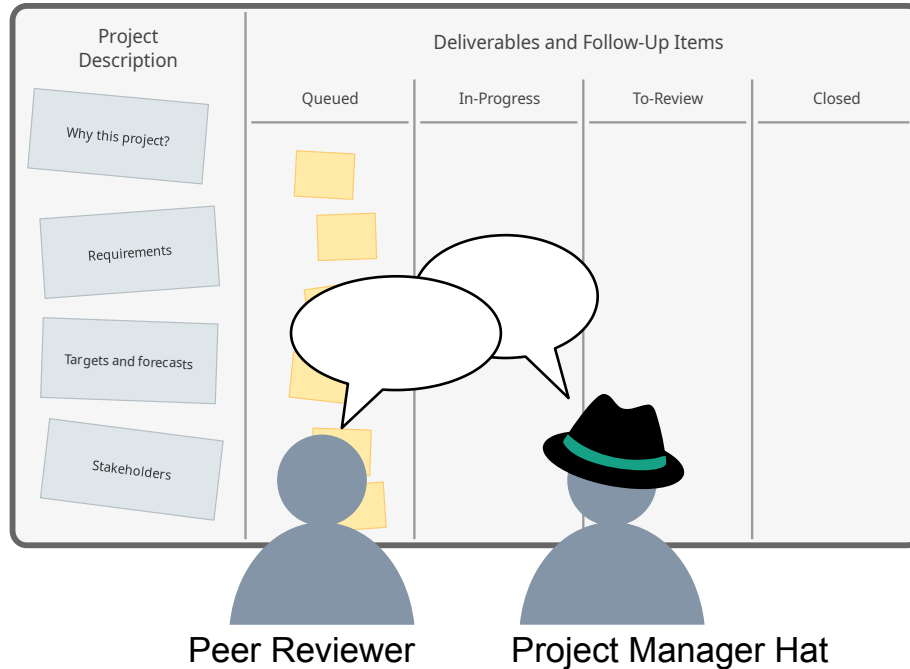 Project
Description
Deliverables and Follow-Up Items
Queued
In-Progress
To-Review
Closed
Why this project?
Requirements
Targets and forecasts
Stakeholders
Peer Reviewer
Project Manager Hat